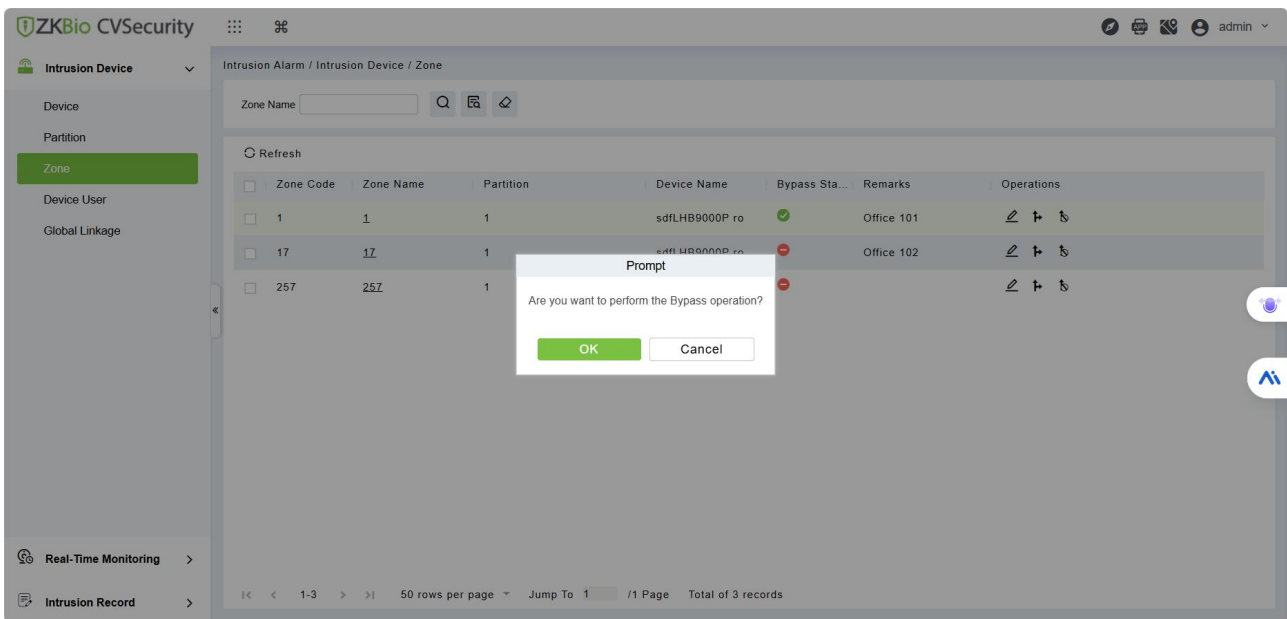 ZKBio CVSecurity
admin
Intrusion Device
Device
Partition
Zone
Device User
Global Linkage
Real-Time Monitoring
Intrusion Record
Intrusion Alarm / Intrusion Device / Zone
Zone Name
Refresh
Zone Code Zone Name Partition Device Name Bypass Sta... Remarks Operations
1 1 1 sdfLHB9000P ro Office 101
17 17 1 sdfLHB9000P ro Office 102
257 257 1
Prompt
Are you want to perform the Bypass operation?
OK Cancel
1-3 50 rows per page Jump To 1 /1 Page Total of 3 records